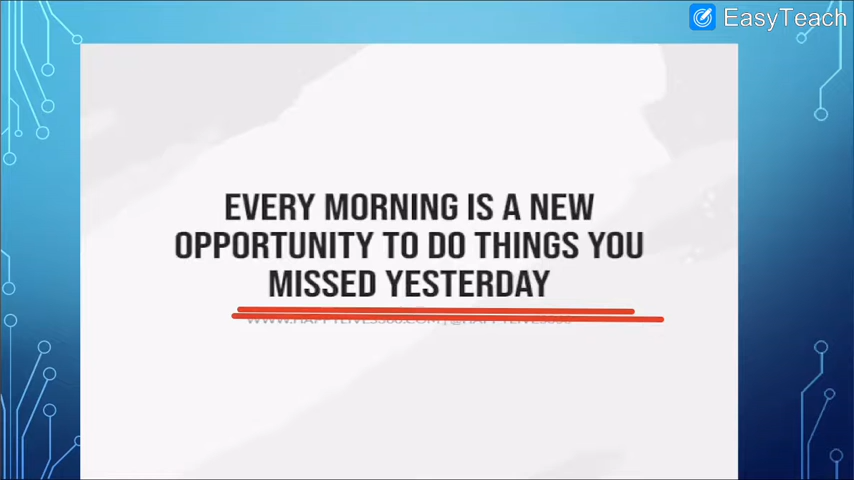 EasyTeach
EVERY MORNING IS A NEW
OPPORTUNITY TO DO THINGS YOU
MISSED YESTERDAY